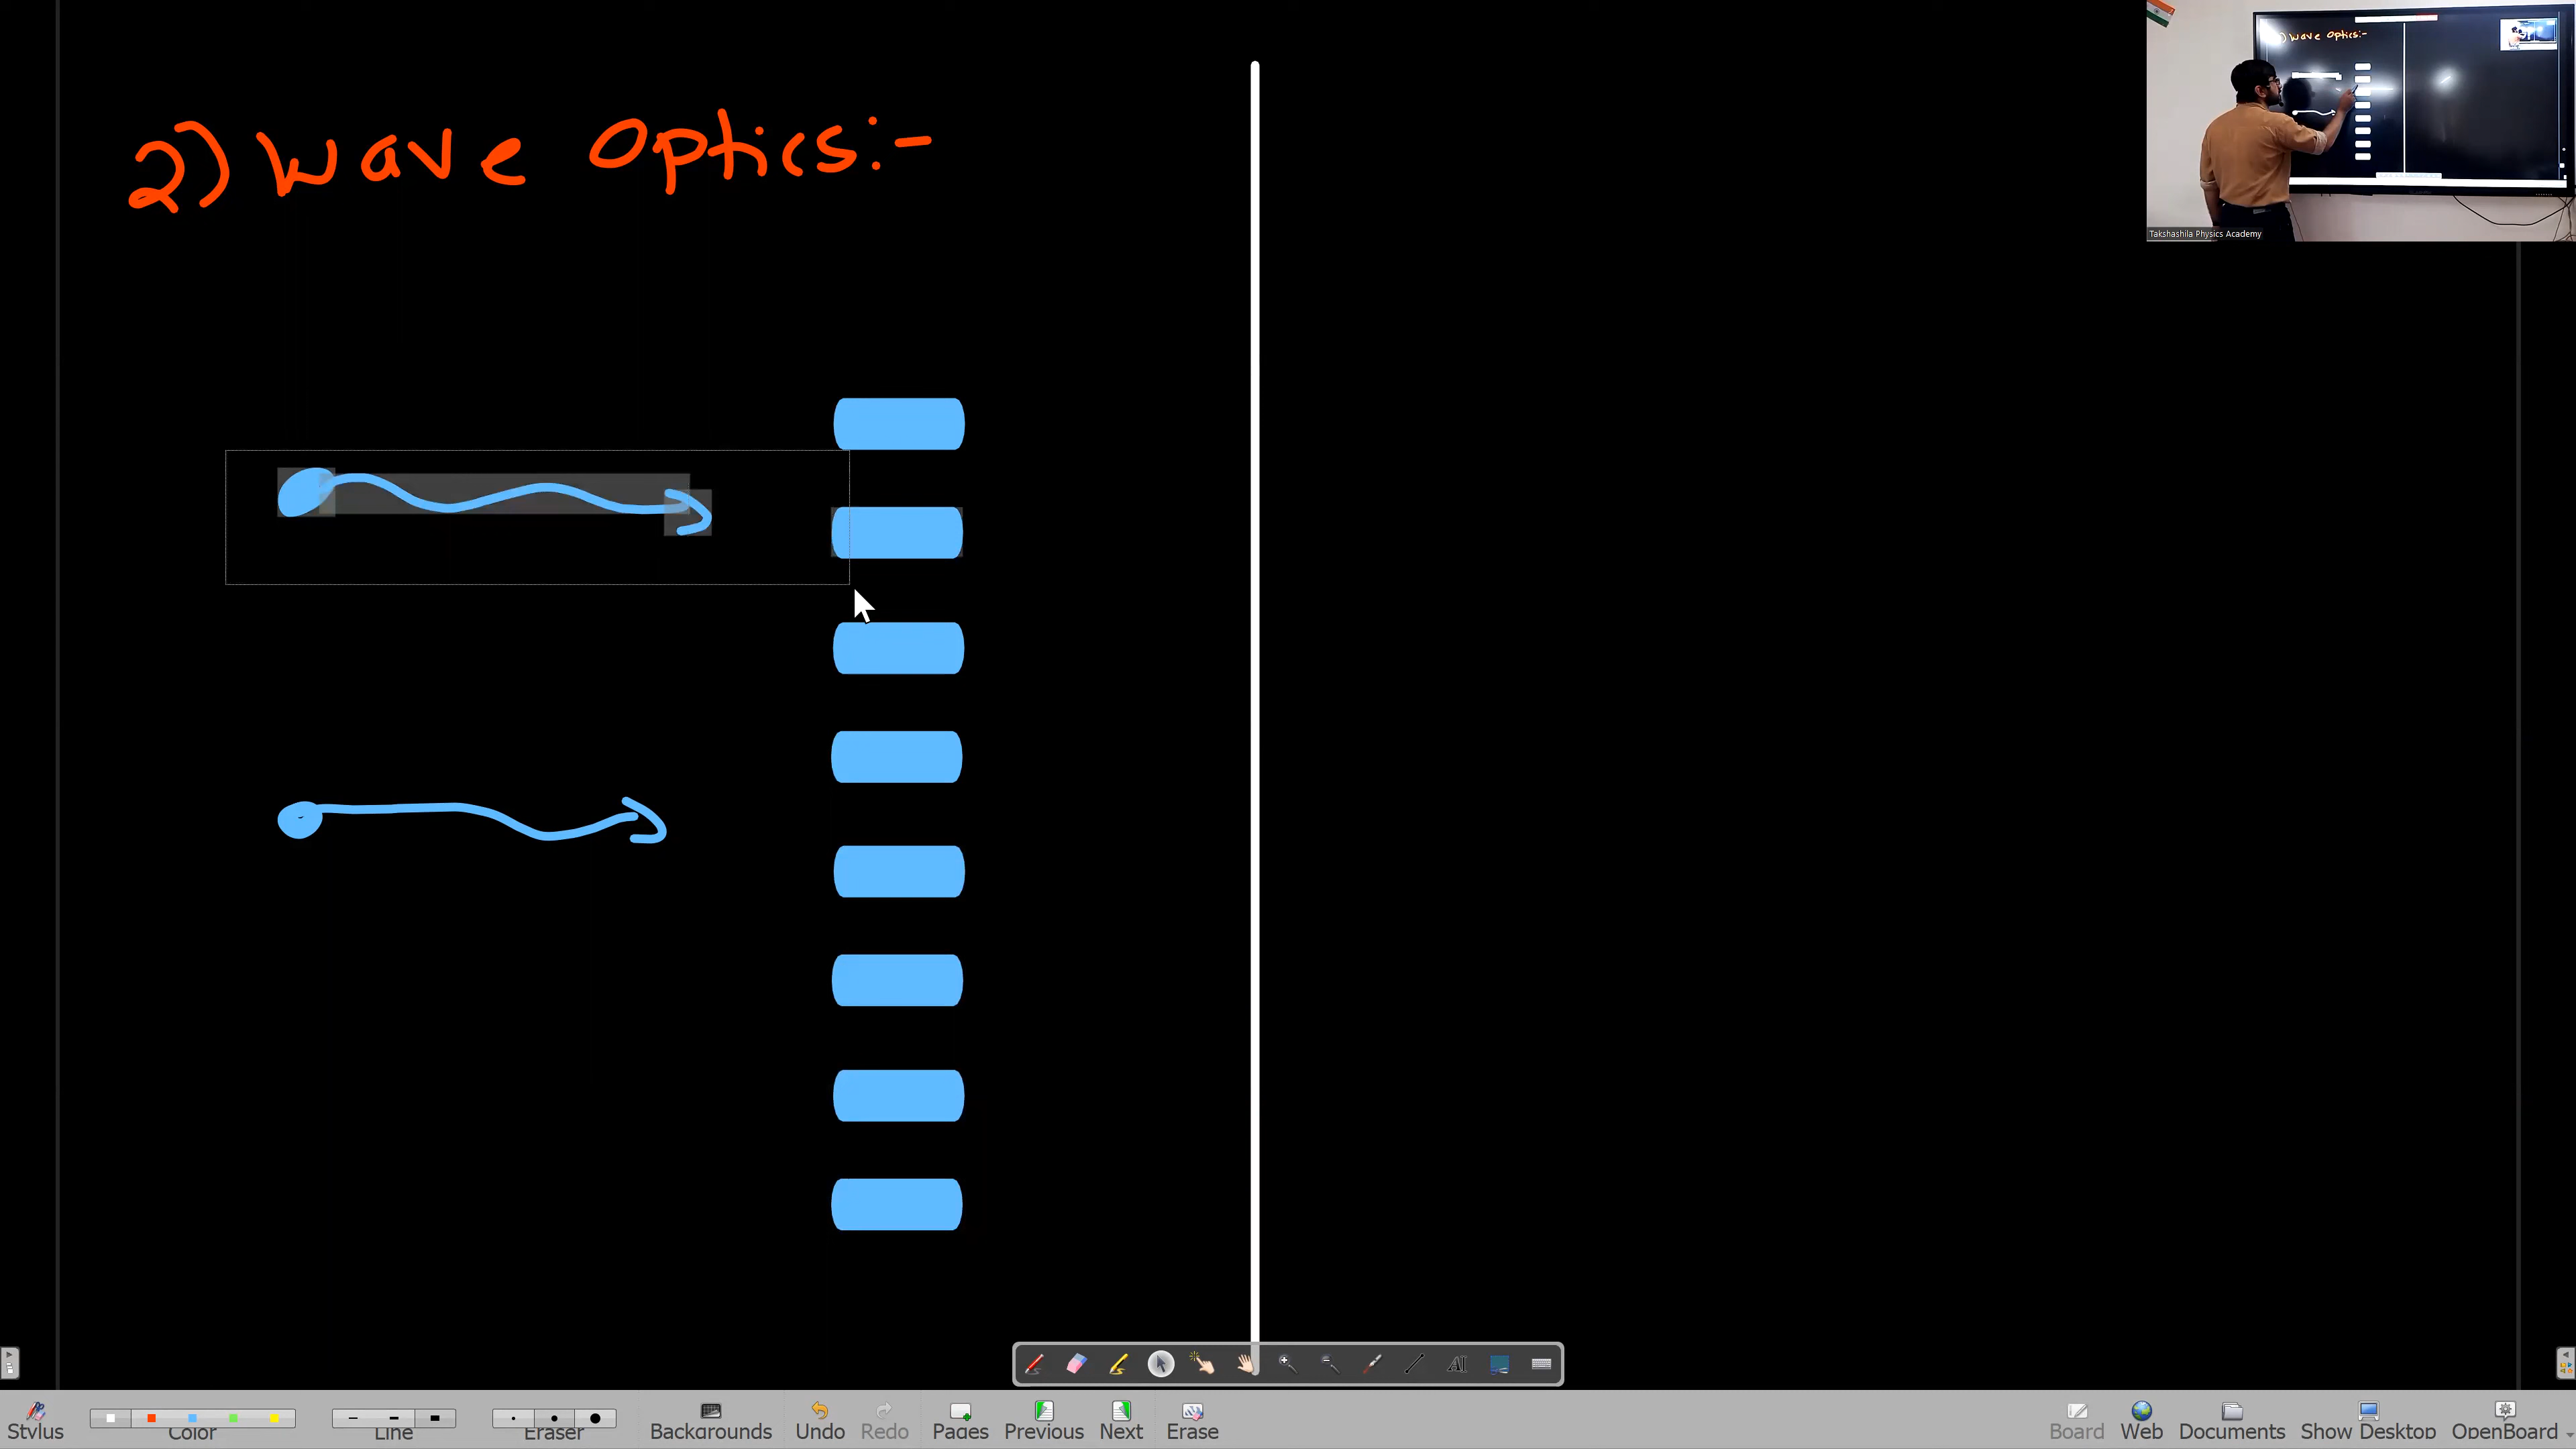 2) Wave Optics:-
Takshashila Physics Academy
Stylus
Color
Line
Eraser
Backgrounds
Undo
Redo
Pages
Previous
Next
Erase
Board
Web
Documents
Show Desktop
OpenBoard